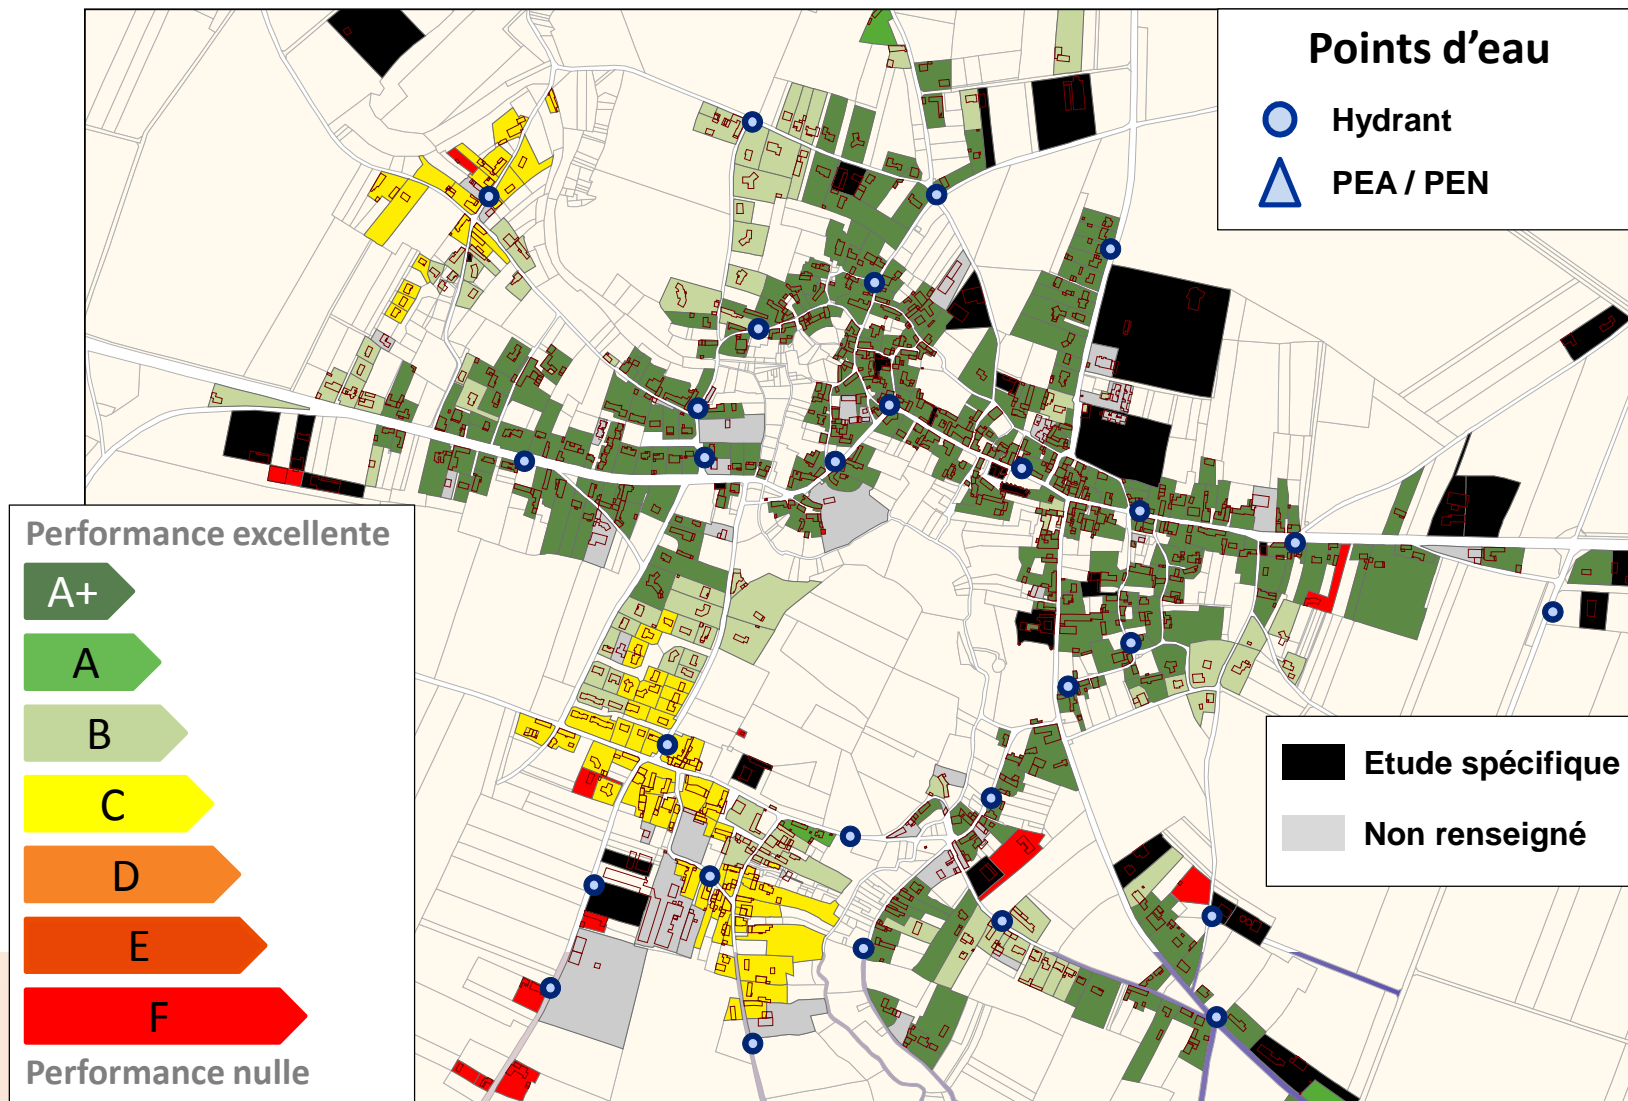 Points d’eau
Hydrant
PEA / PEN
Performance excellente
A+
A
B
C
D
E
F
Performance nulle
Etude spécifique
Non renseigné